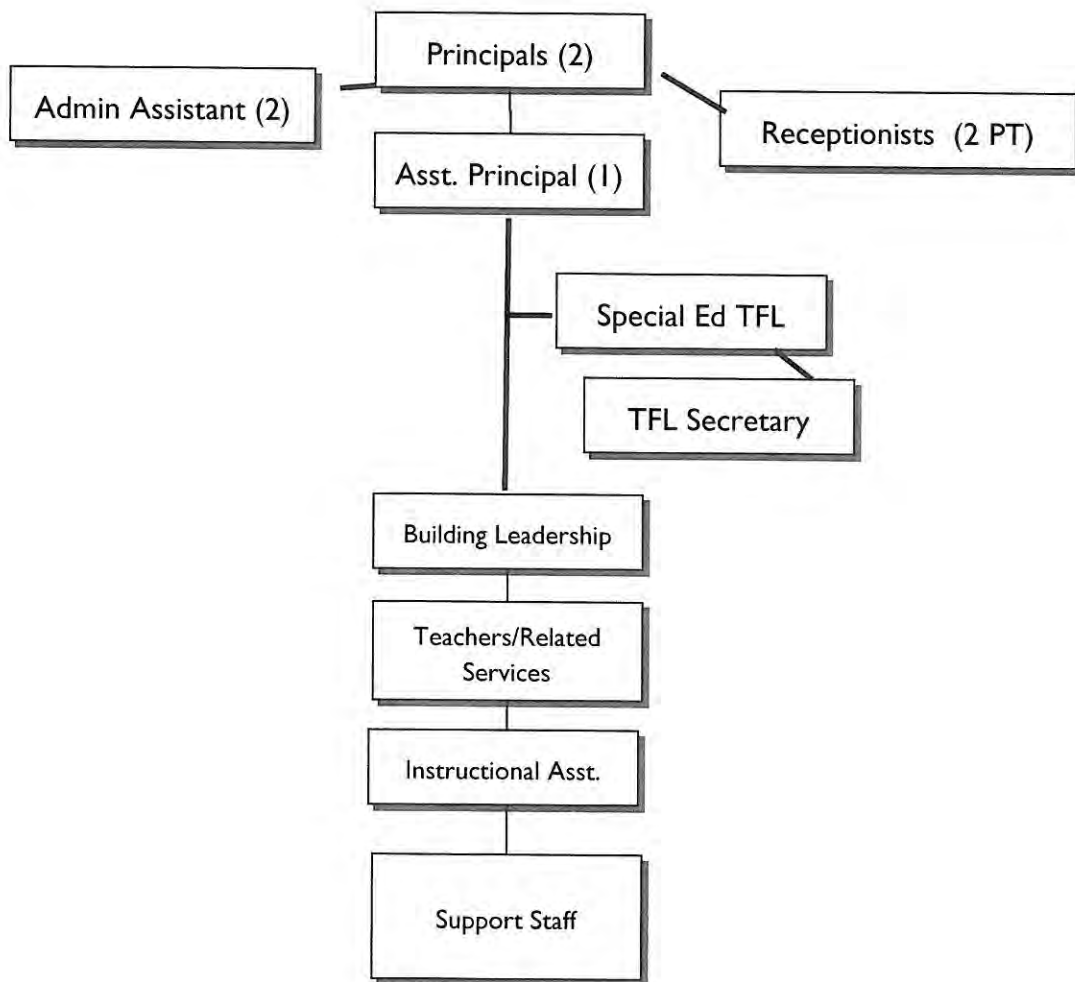 Principals (2)
Admin Assistant (2)
Receptionists (2 PT)
Asst. Principal (1)
Special Ed TFL
TFL Secretary
Building Leadership
Teachers/Related
Services
Instructional Asst.
Support Staff